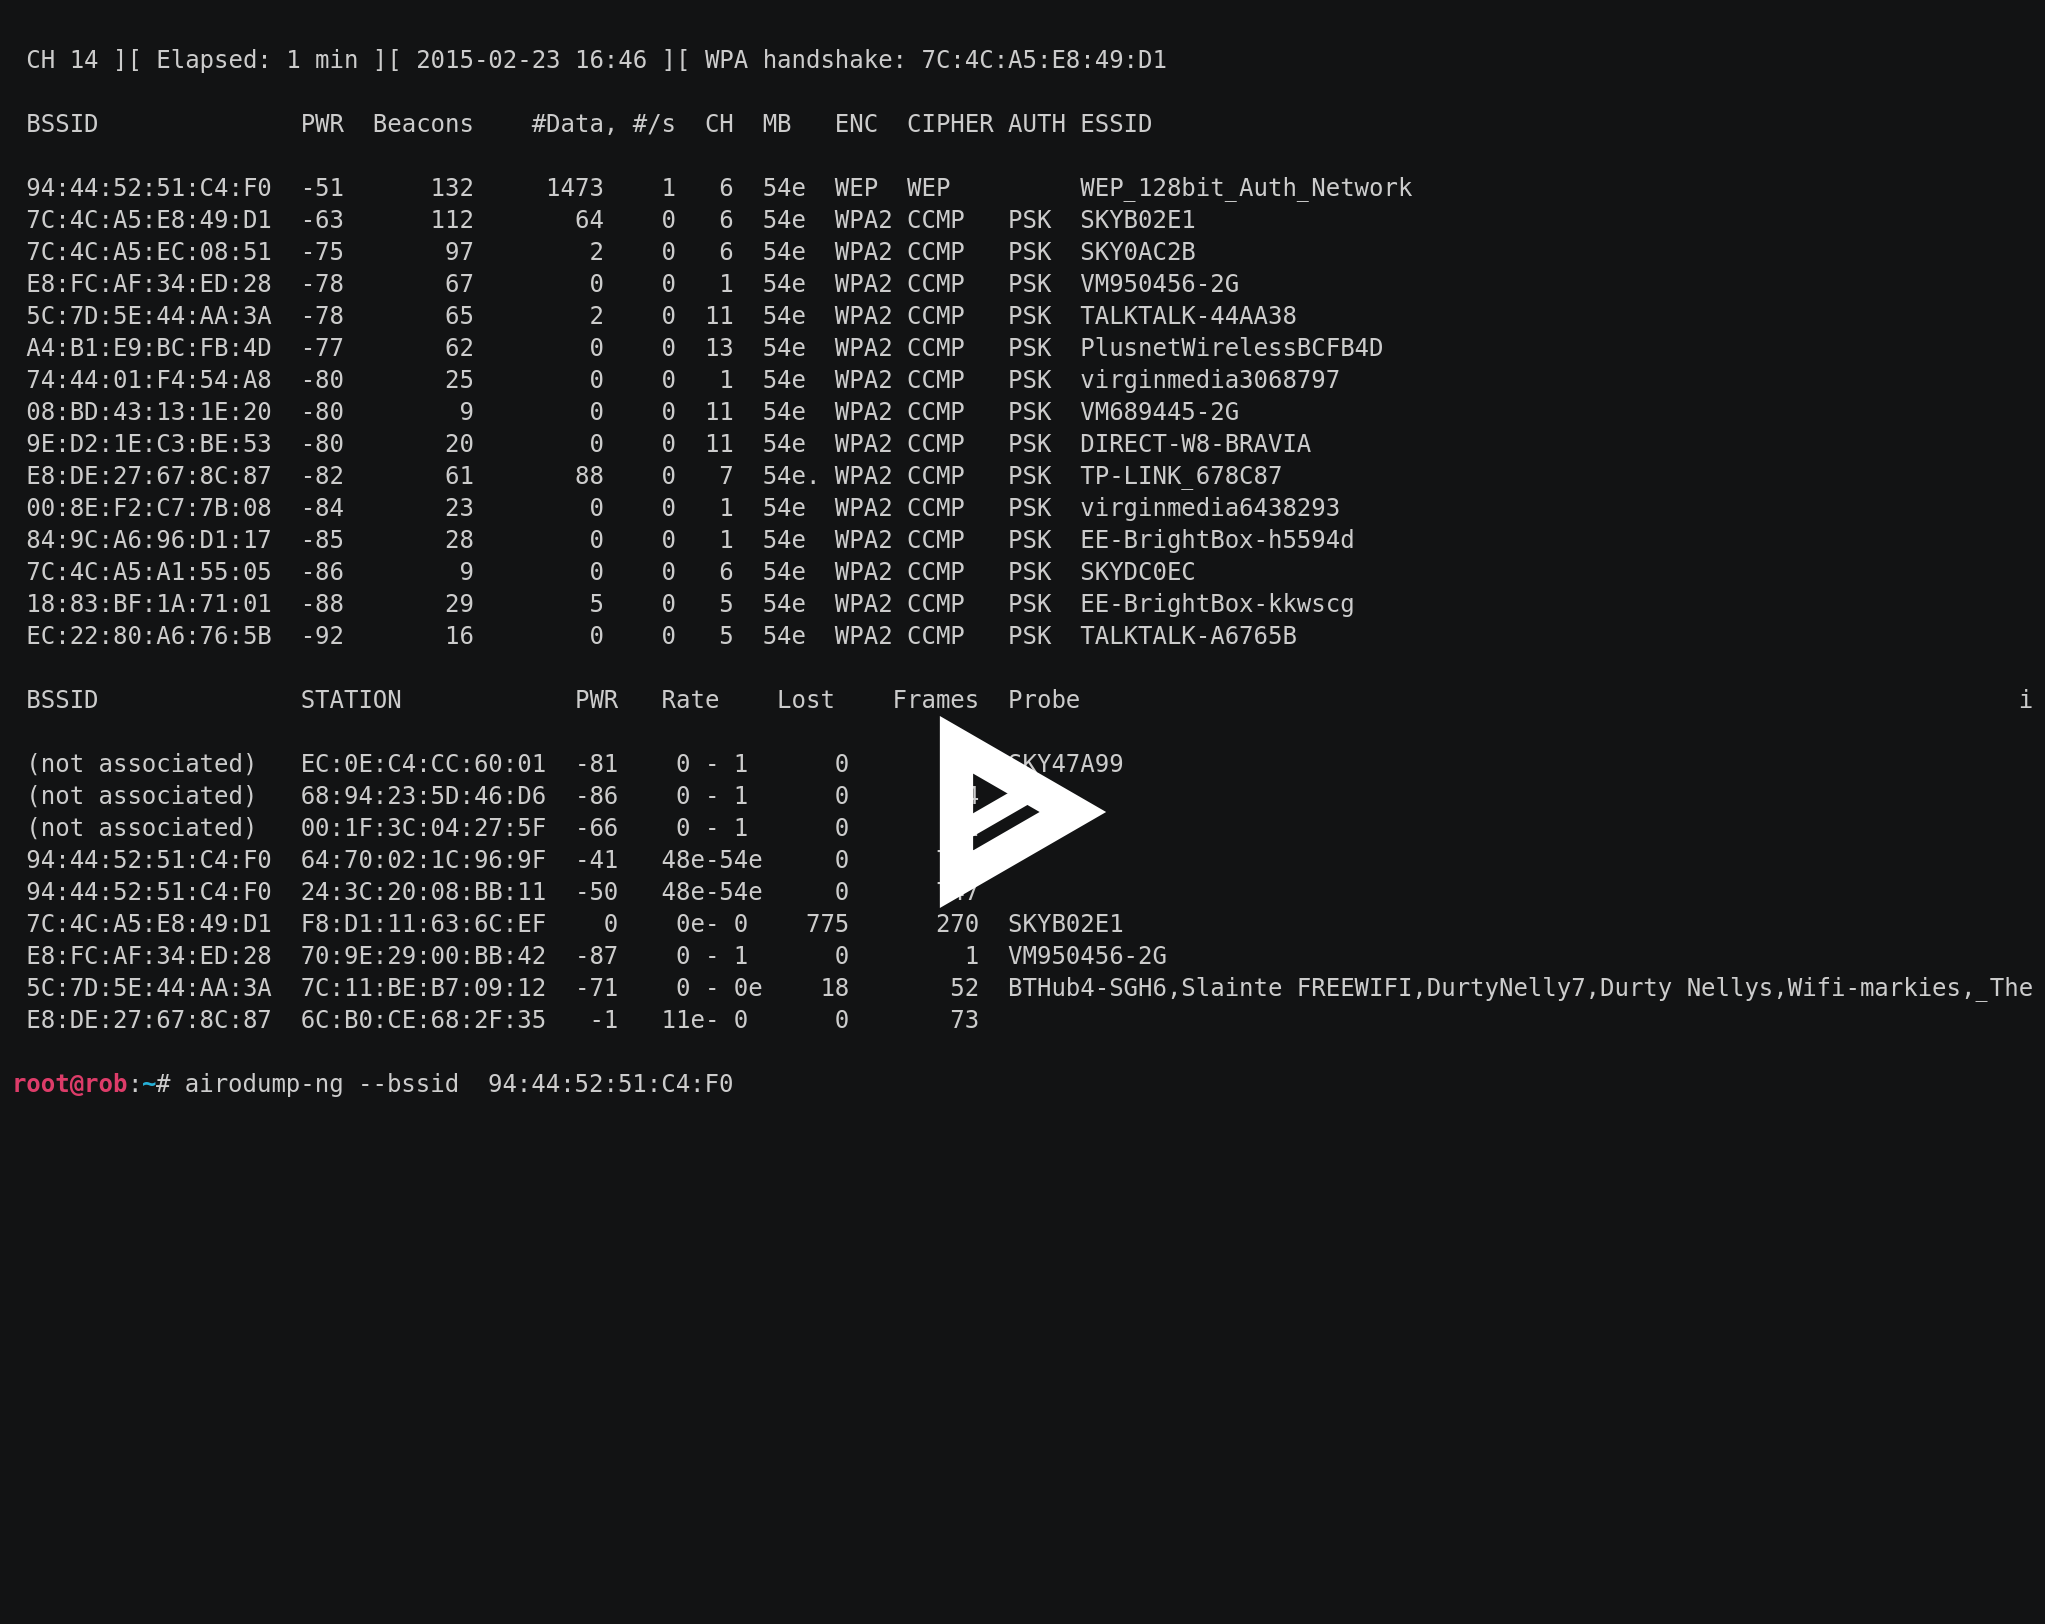 CH 14 ][ Elapsed: 1 min ][ 2015-02-23 16:46 ][ WPA handshake: 7C:4C:A5:E8:49:D1
BSSID PWR Beacons #Data, #/s CH MB ENC CIPHER AUTH ESSID
94:44:52:51:C4:F0 -51 132 1473 1 6 54e WEP WEP WEP_128bit_Auth_Network
7C:4C:A5:E8:49:D1 -63 112 64 0 6 54e WPA2 CCMP PSK SKYB02E1
7C:4C:A5:EC:08:51 -75 97 2 0 6 54e WPA2 CCMP PSK SKY0AC2B
E8:FC:AF:34:ED:28 -78 67 0 0 1 54e WPA2 CCMP PSK VM950456-2G
5C:7D:5E:44:AA:3A -78 65 2 0 11 54e WPA2 CCMP PSK TALKTALK-44AA38
A4:B1:E9:BC:FB:4D -77 62 0 0 13 54e WPA2 CCMP PSK PlusnetWirelessBCFB4D
74:44:01:F4:54:A8 -80 25 0 0 1 54e WPA2 CCMP PSK virginmedia3068797
08:BD:43:13:1E:20 -80 9 0 0 11 54e WPA2 CCMP PSK VM689445-2G
9E:D2:1E:C3:BE:53 -80 20 0 0 11 54e WPA2 CCMP PSK DIRECT-W8-BRAVIA
E8:DE:27:67:8C:87 -82 61 88 0 7 54e. WPA2 CCMP PSK TP-LINK_678C87
00:8E:F2:C7:7B:08 -84 23 0 0 1 54e WPA2 CCMP PSK virginmedia6438293
84:9C:A6:96:D1:17 -85 28 0 0 1 54e WPA2 CCMP PSK EE-BrightBox-h5594d
7C:4C:A5:A1:55:05 -86 9 0 0 6 54e WPA2 CCMP PSK SKYDC0EC
18:83:BF:1A:71:01 -88 29 5 0 5 54e WPA2 CCMP PSK EE-BrightBox-kkwscg
EC:22:80:A6:76:5B -92 16 0 0 5 54e WPA2 CCMP PSK TALKTALK-A6765B
BSSID STATION PWR Rate Lost Frames Probe i
(not associated) EC:0E:C4:CC:60:01 -81 0 - 1 0 SKY47A99
(not associated) 68:94:23:5D:46:D6 -86 0 - 1 0
(not associated) 00:1F:3C:04:27:5F -66 0 - 1 0
94:44:52:51:C4:F0 64:70:02:1C:96:9F -41 48e-54e 0
94:44:52:51:C4:F0 24:3C:20:08:BB:11 -50 48e-54e 0
7C:4C:A5:E8:49:D1 F8:D1:11:63:6C:EF 0 0e- 0 775 270 SKYB02E1
E8:FC:AF:34:ED:28 70:9E:29:00:BB:42 -87 0 - 1 0 1 VM950456-2G
5C:7D:5E:44:AA:3A 7C:11:BE:B7:09:12 -71 0 - 0e 18 52 BTHub4-SGH6,Slainte FREEWIFI,DurtyNelly7,Durty Nellys,Wifi-markies,_The
E8:DE:27:67:8C:87 6C:B0:CE:68:2F:35 -1 11e- 0 0 73
root@rob:~# airodump-ng --bssid 94:44:52:51:C4:F0